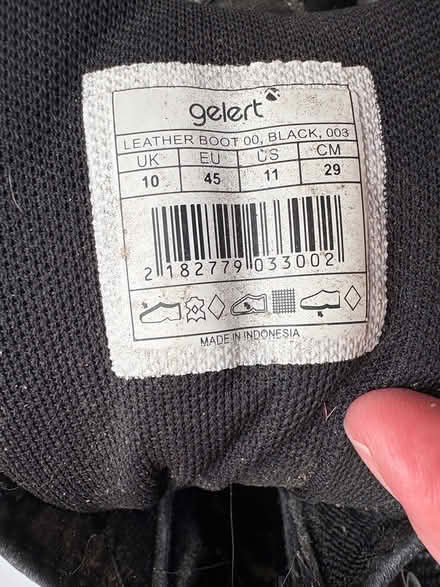 gelert
LEATHER BOOT 00, BLACK, 003
UK EU US CM
10 45 11 29
2 182779 033002
MADE IN INDONESIA